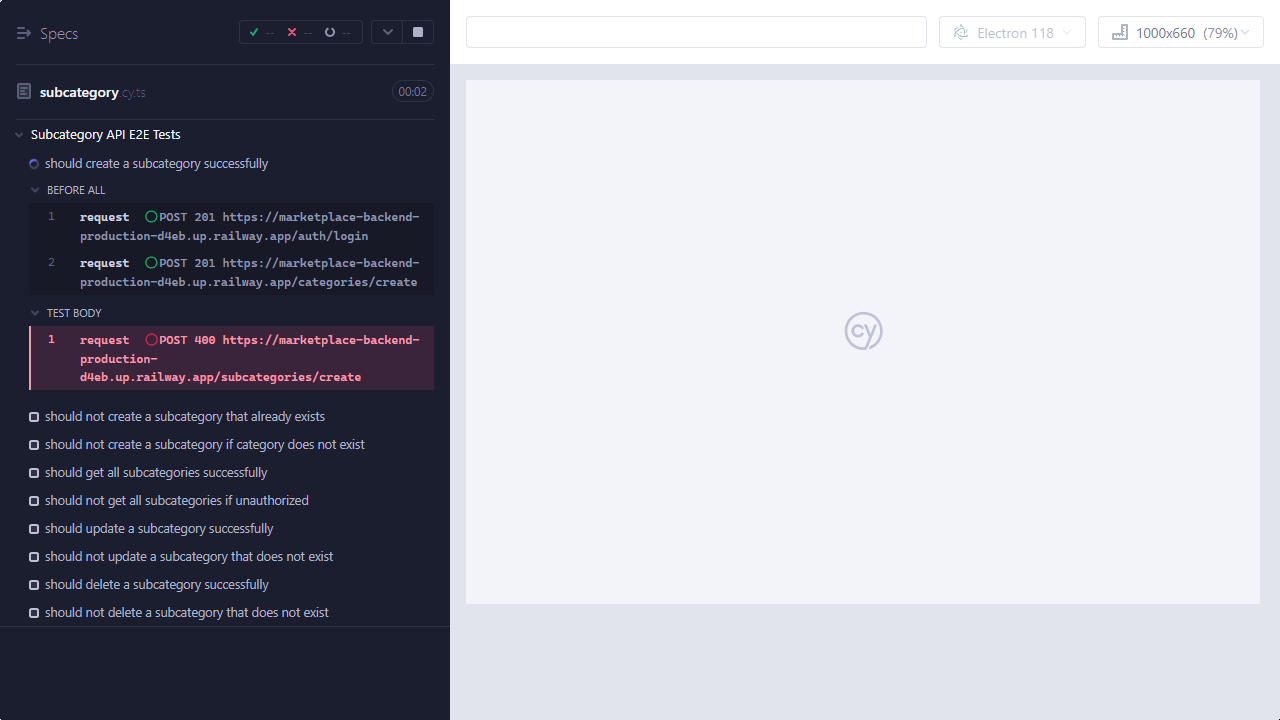 Specs
--
--
--
subcategory.cy.ts
00:02
Subcategory API E2E Tests
should create a subcategory successfully
BEFORE ALL
1 request POST 201 https://marketplace-backend-
production-d4eb.up.railway.app/auth/login
2 request POST 201 https://marketplace-backend-
production-d4eb.up.railway.app/categories/create
TEST BODY
1 request POST 400 https://marketplace-backend-
production-
d4eb.up.railway.app/subcategories/create
should not create a subcategory that already exists
should not create a subcategory if category does not exist
should get all subcategories successfully
should not get all subcategories if unauthorized
should update a subcategory successfully
should not update a subcategory that does not exist
should delete a subcategory successfully
should not delete a subcategory that does not exist
Electron 118
1000x660 (79%)
cy